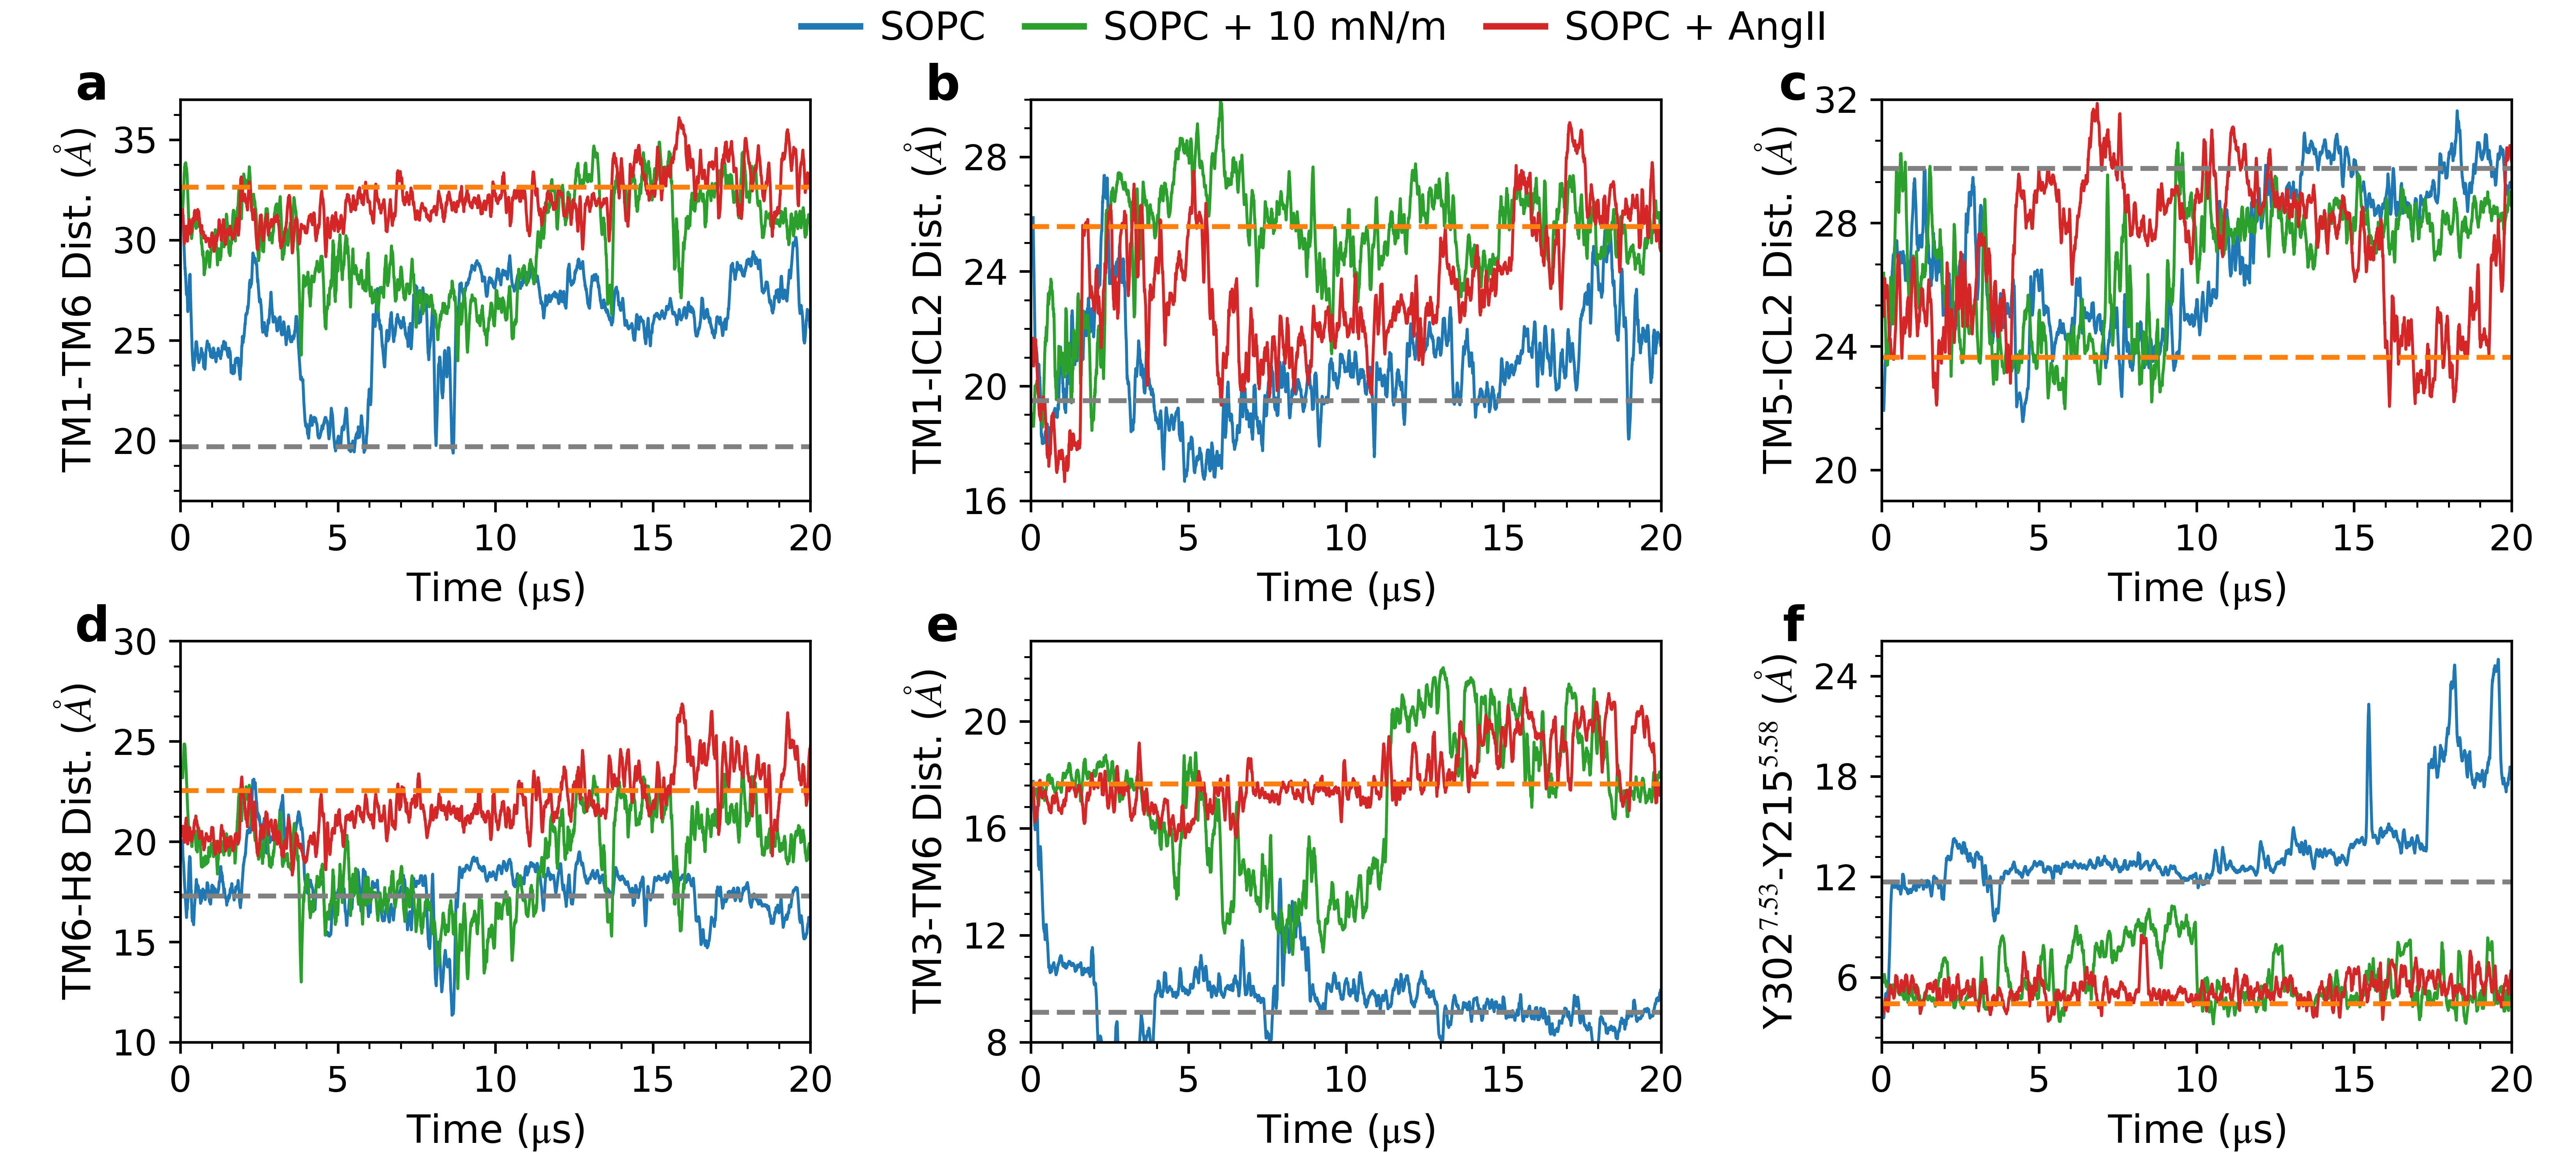 SOPC SOPC + 10 mN/m SOPC + AngII
a
TM1-TM6 Dist. (Å)
35
30
25
20
0 5 10 15 20
Time (μs)
b
TM1-ICL2 Dist. (Å)
28
24
20
16
0 5 10 15 20
Time (μs)
c
TM5-ICL2 Dist. (Å)
32
28
24
20
0 5 10 15 20
Time (μs)
d
TM6-H8 Dist. (Å)
30
25
20
15
10
0 5 10 15 20
Time (μs)
e
TM3-TM6 Dist. (Å)
20
16
12
8
0 5 10 15 20
Time (μs)
f
Y302^7.53-Y215^5.58 (Å)
24
18
12
6
0 5 10 15 20
Time (μs)